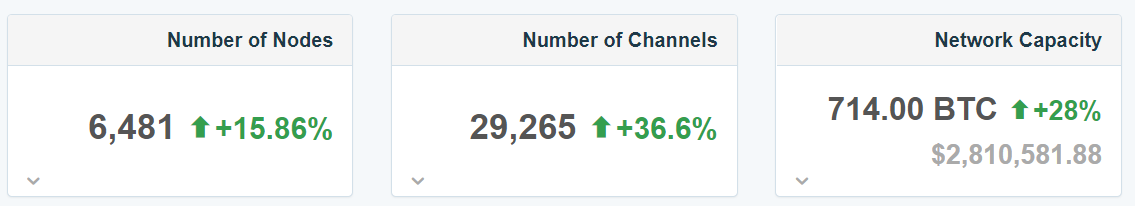 Number of Nodes
6,481 +15.86%
Number of Channels
29,265 +36.6%
Network Capacity
714.00 BTC +28%
$2,810,581.88